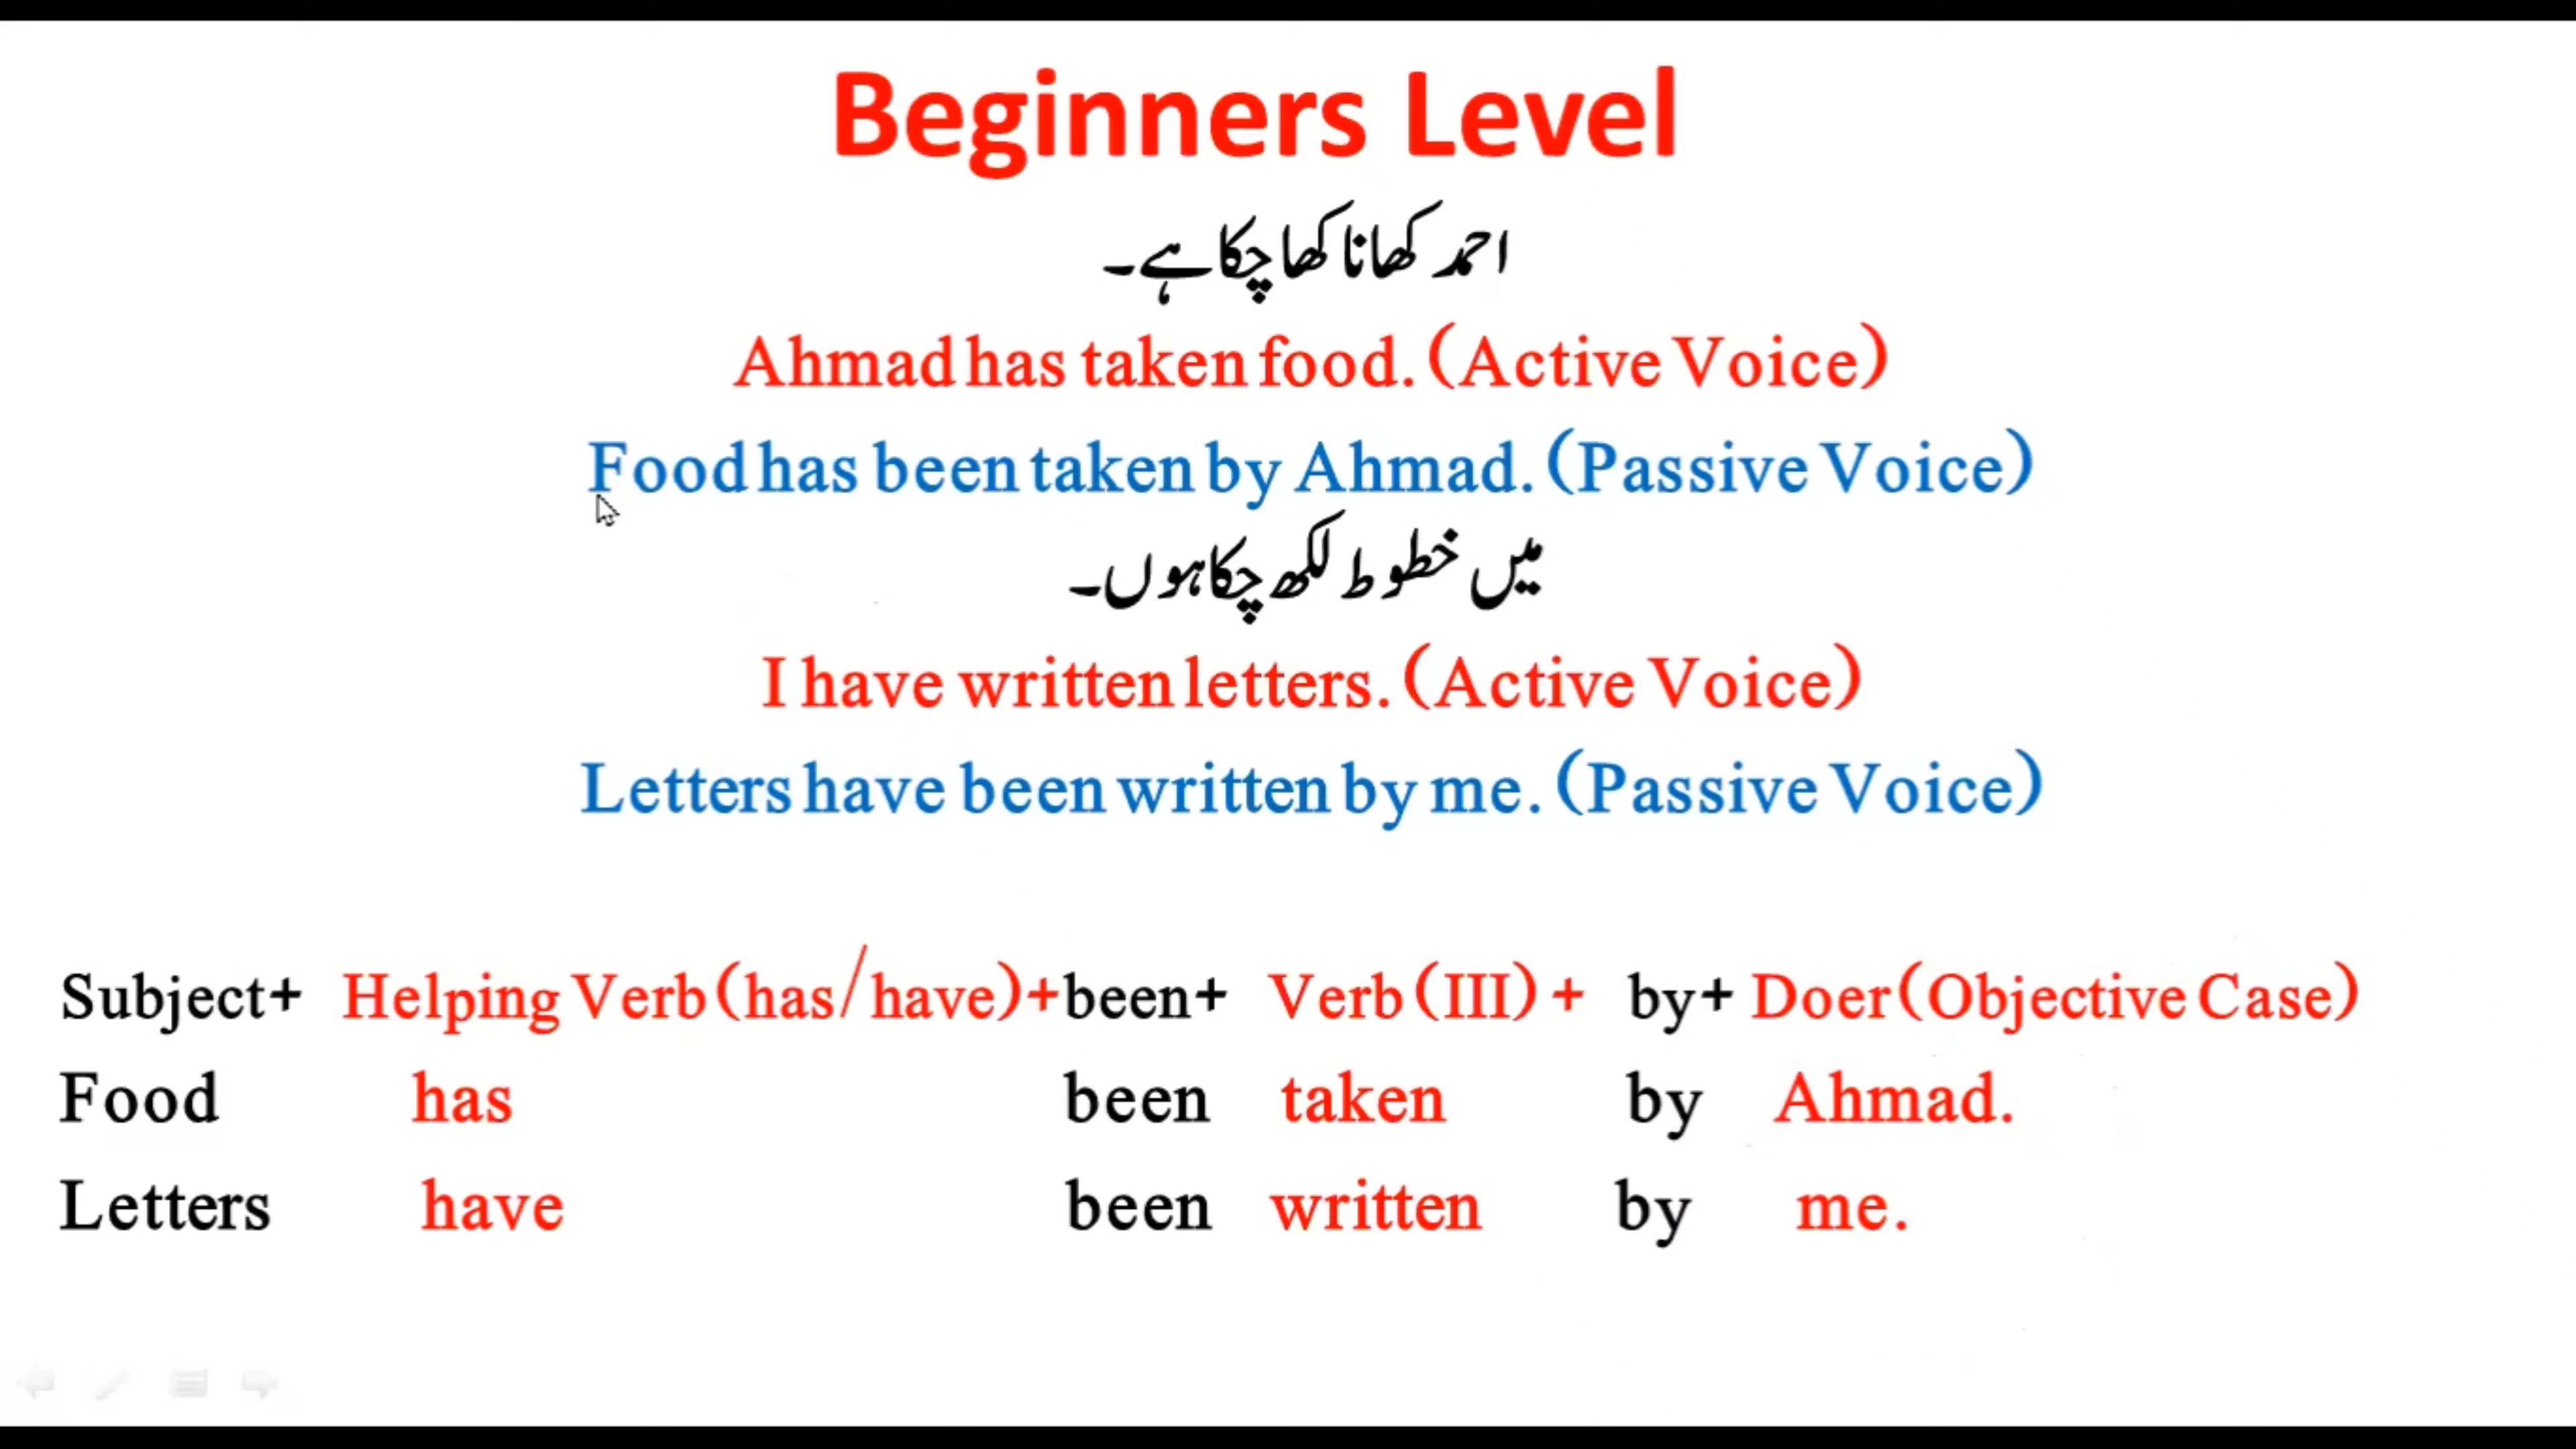 Beginners Level
احمد کھانا کھا چکا ہے۔
Ahmad has taken food. (Active Voice)
Food has been taken by Ahmad. (Passive Voice)
میں خطوط لکھ چکا ہوں۔
I have written letters. (Active Voice)
Letters have been written by me. (Passive Voice)
Subject+ Helping Verb (has/have)+been+ Verb (III) + by+ Doer(Objective Case)
Food has been taken by Ahmad.
Letters have been written by me.